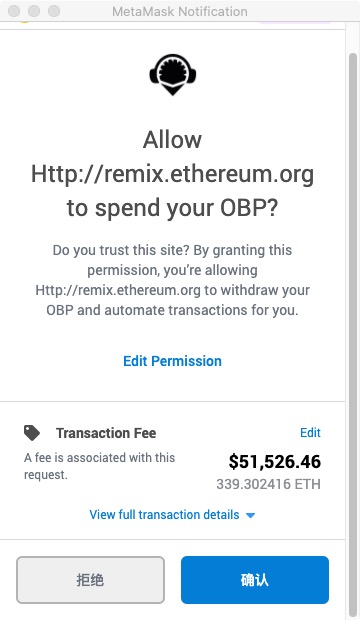 MetaMask Notification
Allow
Http://remix.ethereum.org
to spend your OBP?
Do you trust this site? By granting this
permission, you're allowing
Http://remix.ethereum.org to withdraw your
OBP and automate transactions for you.
Edit Permission
Transaction Fee
Edit
A fee is associated with this
request.
$51,526.46
339.302416 ETH
View full transaction details
拒绝
确认